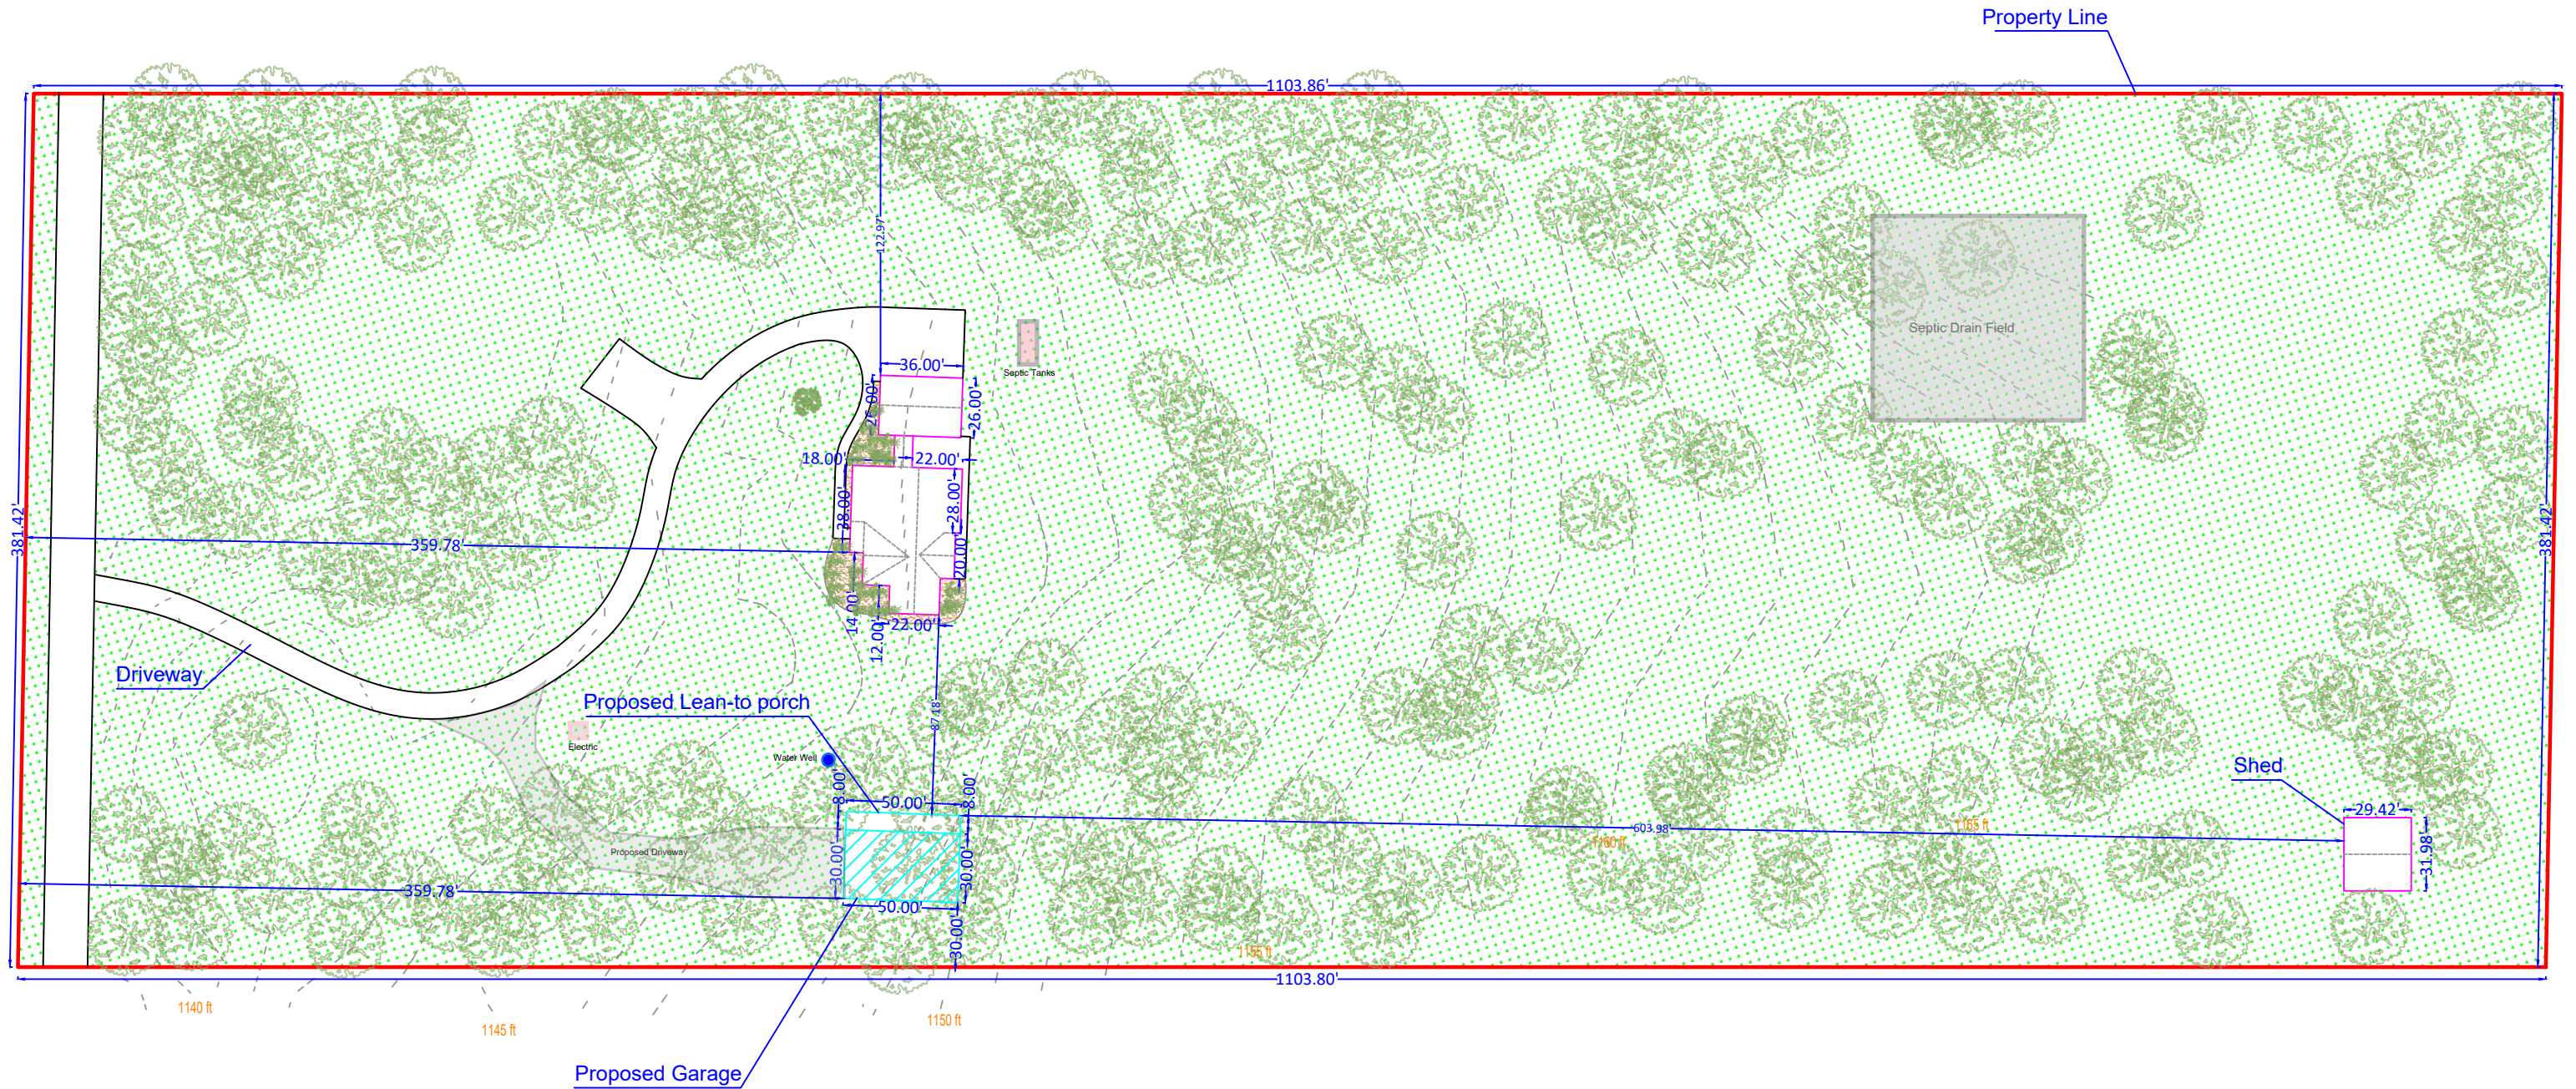 Property Line
1103.86'
122.97'
36.00'
Septic Drain Field
Septic Tanks
26.00'
26.00'
18.00'
22.00'
38.00'
28.00'
381.42'
381.42'
359.78'
20.00'
14.00'
12.00'
22.00'
Driveway
Proposed Lean-to porch
87.18'
Electric
Water Well
Shed
8.00'
50.00'
8.00'
29.42'
603.98'
1165 ft
1160 ft
Proposed Driveway
30.00'
30.00'
31.98'
359.78'
50.00'
30.00'
1155 ft
1103.80'
1140 ft
1145 ft
1150 ft
Proposed Garage